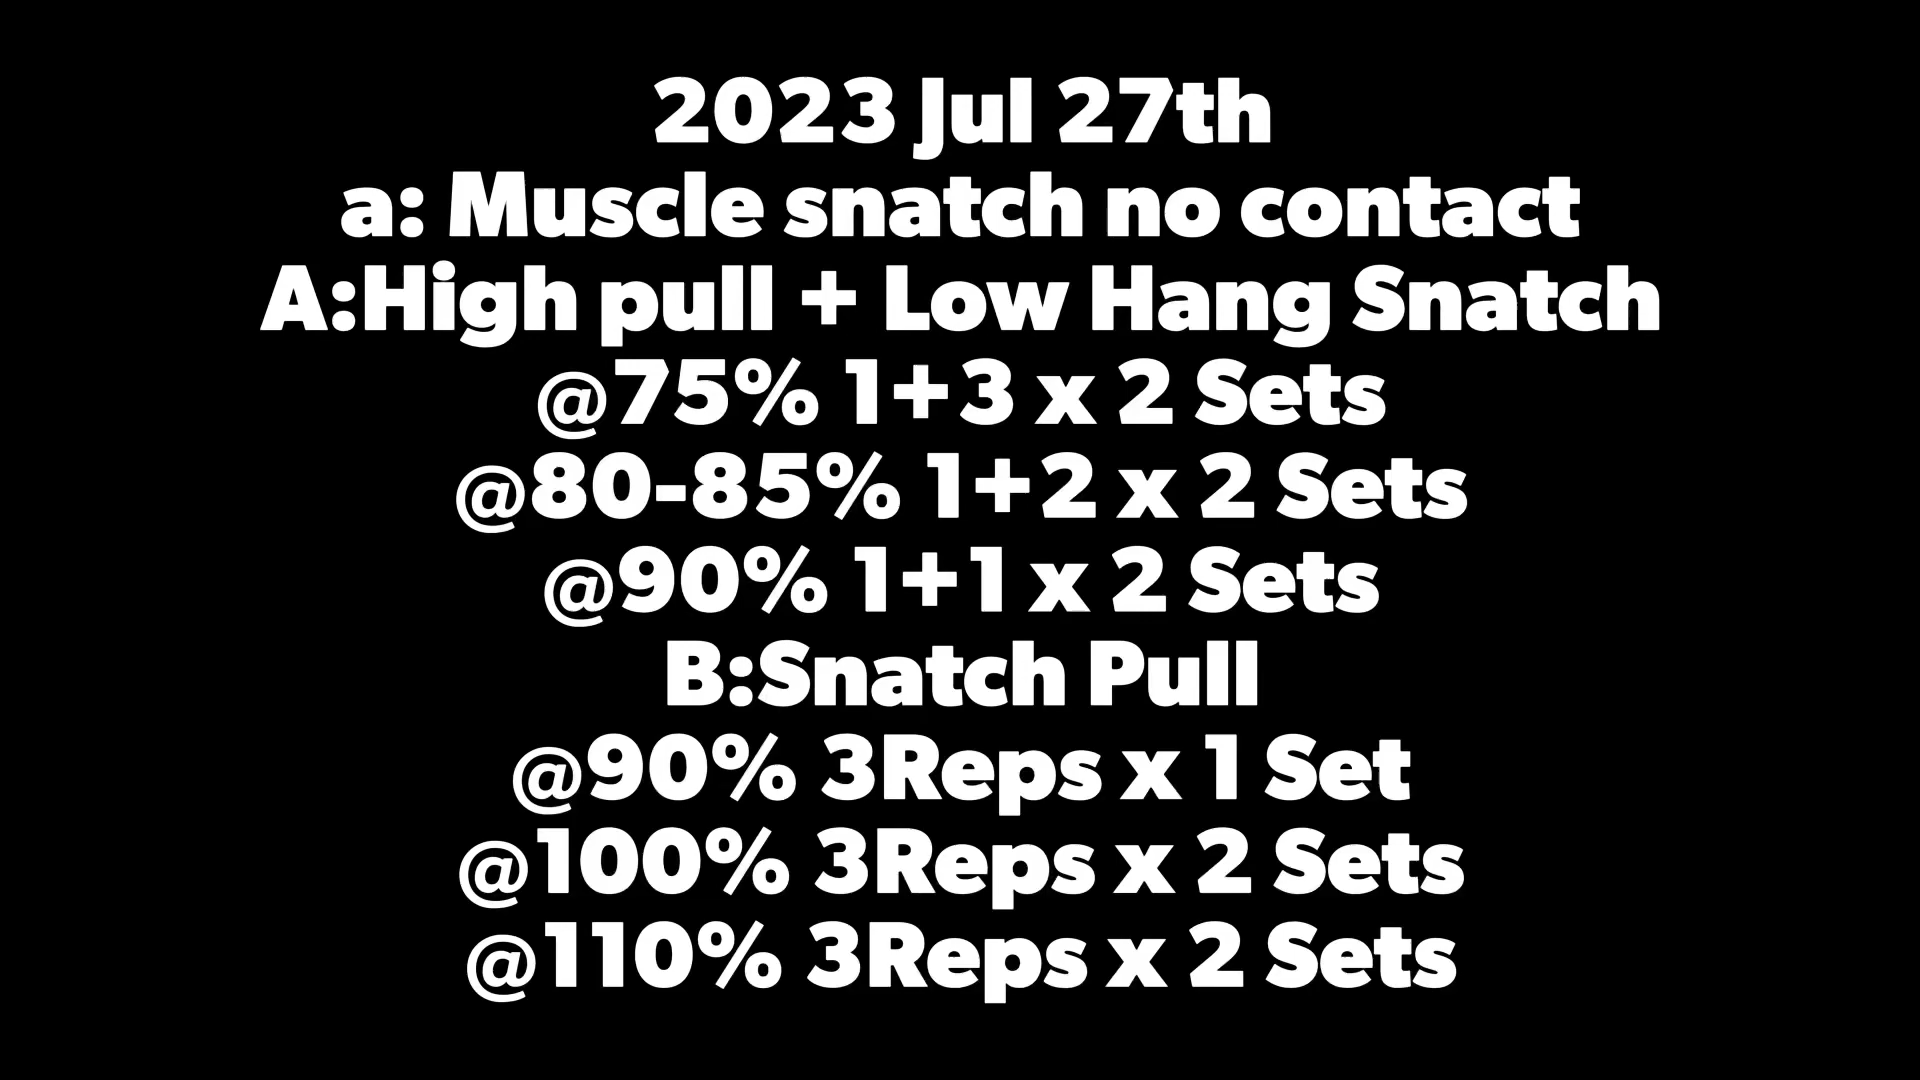 2023 Jul 27th
a: Muscle snatch no contact
A:High pull + Low Hang Snatch
@75% 1+3 x 2 Sets
@80-85% 1+2 x 2 Sets
@90% 1+1 x 2 Sets
B:Snatch Pull
@90% 3Reps x 1 Set
@100% 3Reps x 2 Sets
@110% 3Reps x 2 Sets